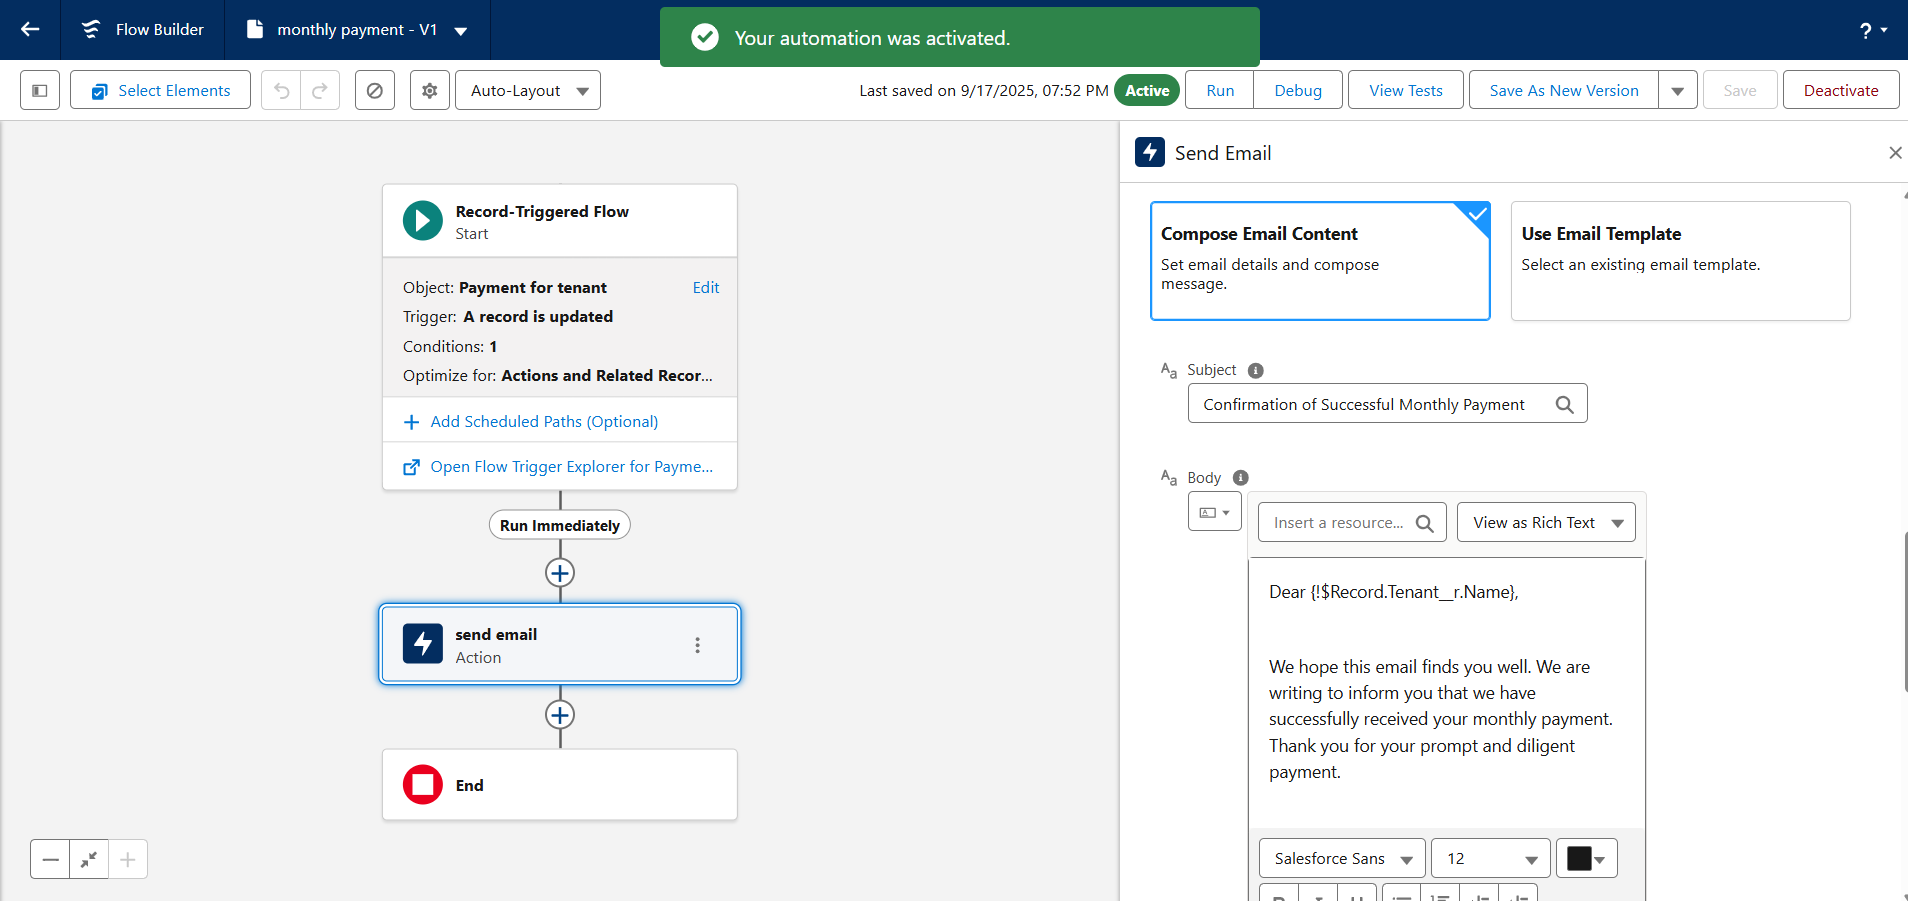 Flow Builder
monthly payment - V1
Your automation was activated.
?
Select Elements
Auto-Layout
Last saved on 9/17/2025, 07:52 PM
Active
Run
Debug
View Tests
Save As New Version
Save
Deactivate
Record-Triggered Flow
Start
Object: Payment for tenant
Edit
Trigger: A record is updated
Conditions: 1
Optimize for: Actions and Related Recor...
Add Scheduled Paths (Optional)
Open Flow Trigger Explorer for Payme...
Run Immediately
send email
Action
End
Send Email
Compose Email Content
Set email details and compose
message.
Use Email Template
Select an existing email template.
Aa Subject
Confirmation of Successful Monthly Payment
Aa Body
Insert a resource...
View as Rich Text
Dear {!$Record.Tenant__r.Name},
We hope this email finds you well. We are
writing to inform you that we have
successfully received your monthly payment.
Thank you for your prompt and diligent
payment.
Salesforce Sans
12